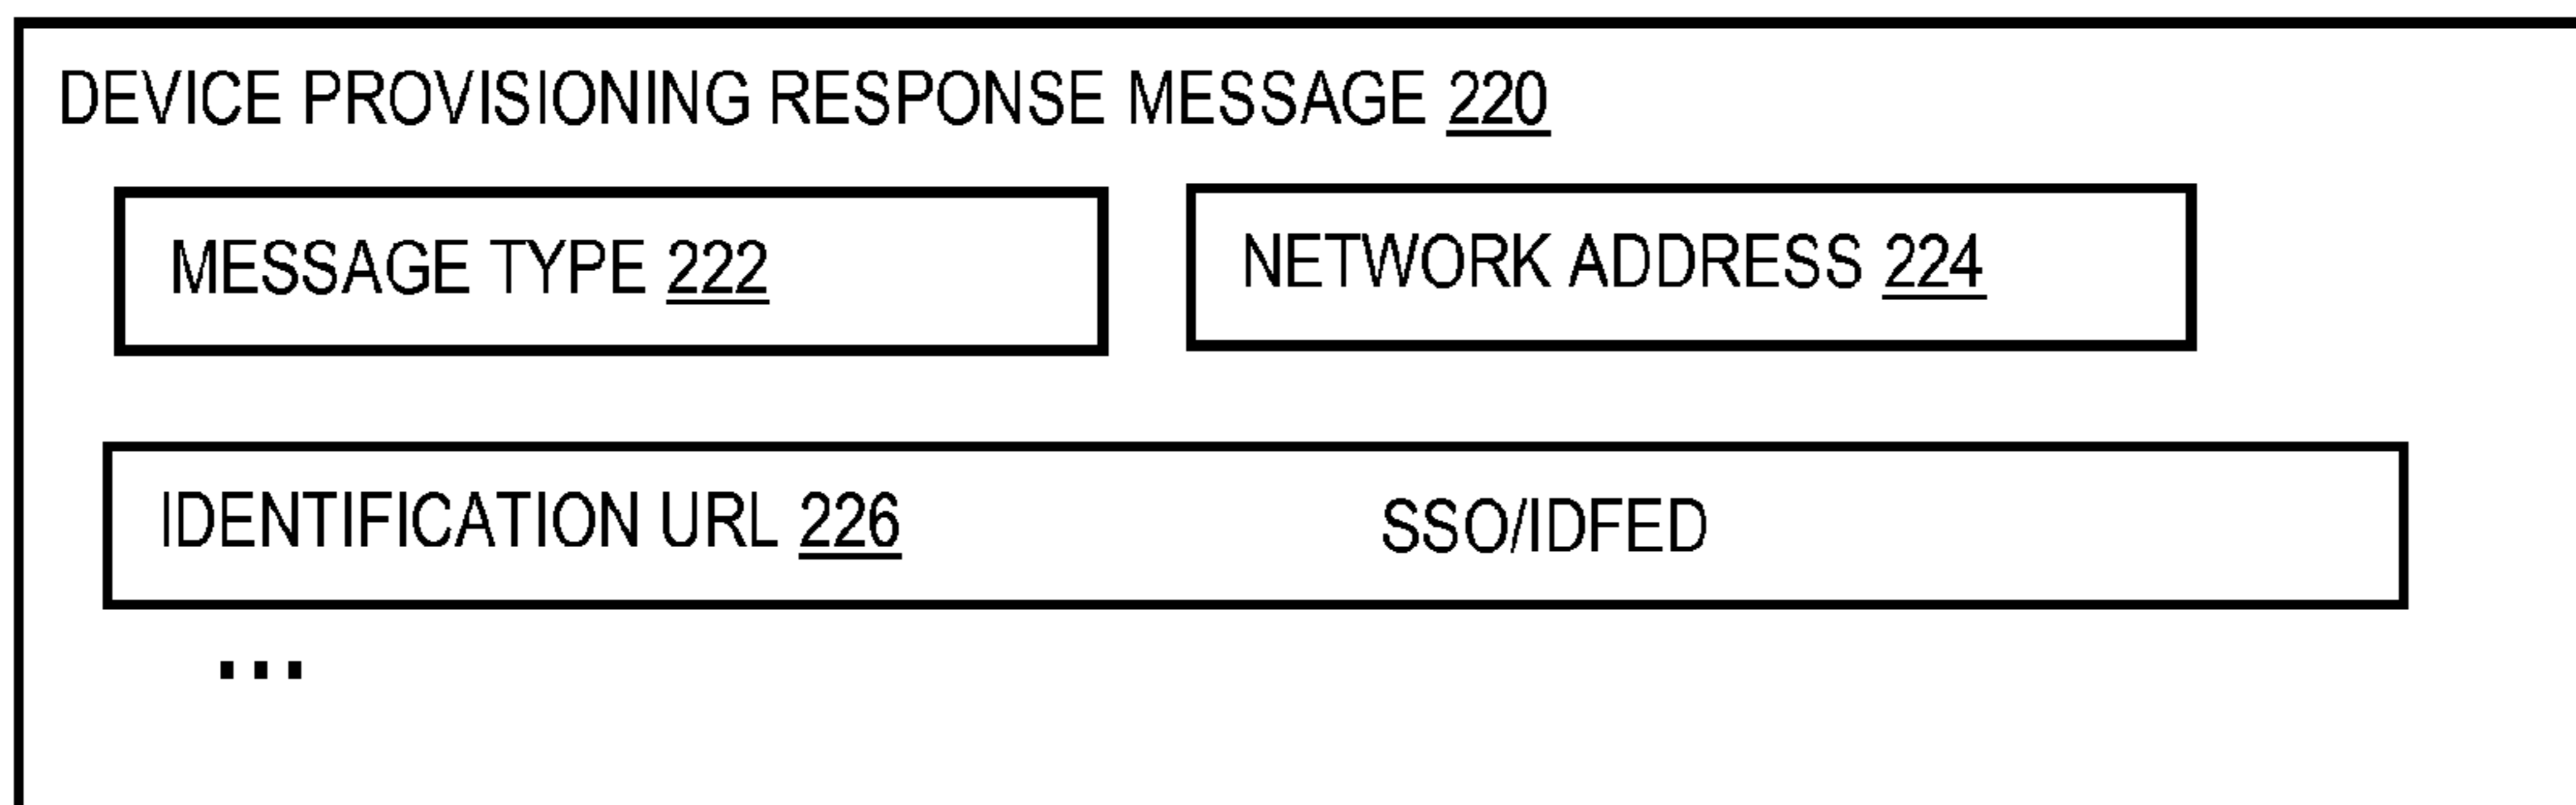 DEVICE PROVISIONING RESPONSE MESSAGE 220
MESSAGE TYPE 222
NETWORK ADDRESS 224
IDENTIFICATION URL 226 SSO/IDFED
...